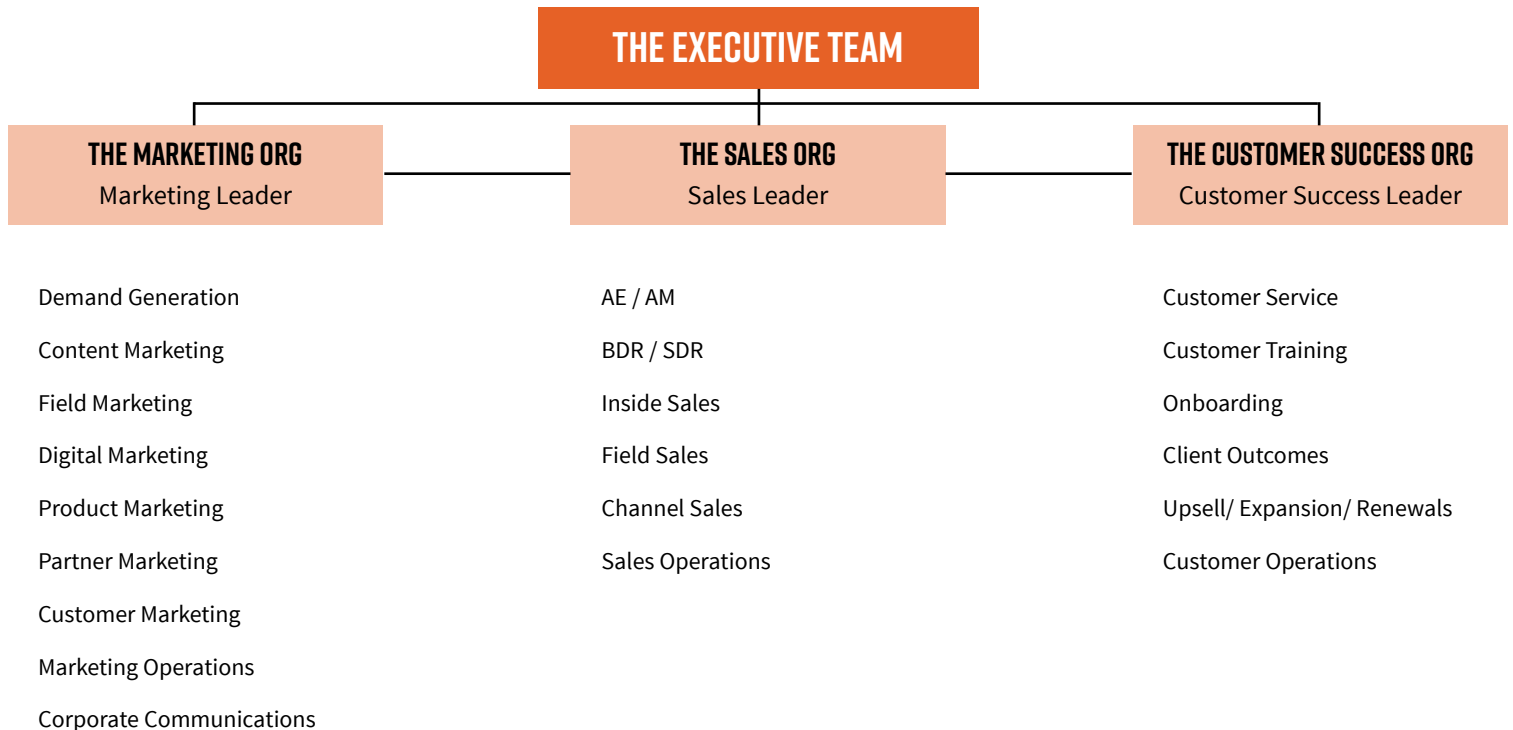 THE EXECUTIVE TEAM
THE MARKETING ORG
Marketing Leader
THE SALES ORG
Sales Leader
THE CUSTOMER SUCCESS ORG
Customer Success Leader
Demand Generation
Content Marketing
Field Marketing
Digital Marketing
Product Marketing
Partner Marketing
Customer Marketing
Marketing Operations
Corporate Communications
AE / AM
BDR / SDR
Inside Sales
Field Sales
Channel Sales
Sales Operations
Customer Service
Customer Training
Onboarding
Client Outcomes
Upsell/ Expansion/ Renewals
Customer Operations